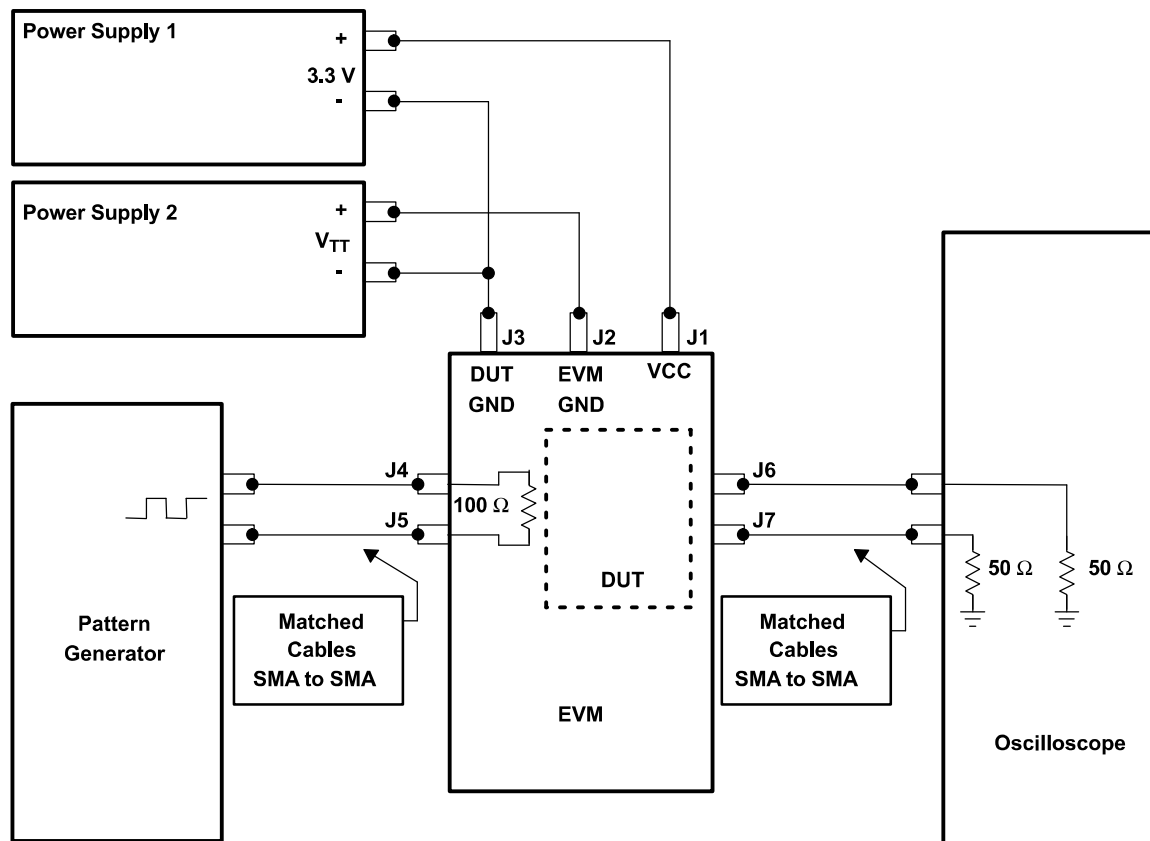 Power Supply 1
+
3.3 V
-
Power Supply 2
+
VTT
-
J3
J2
J1
DUT
GND
EVM
GND
VCC
J4
J5
100 Ω
DUT
EVM
J6
J7
Pattern
Generator
Matched
Cables
SMA to SMA
Matched
Cables
SMA to SMA
50 Ω
50 Ω
Oscilloscope